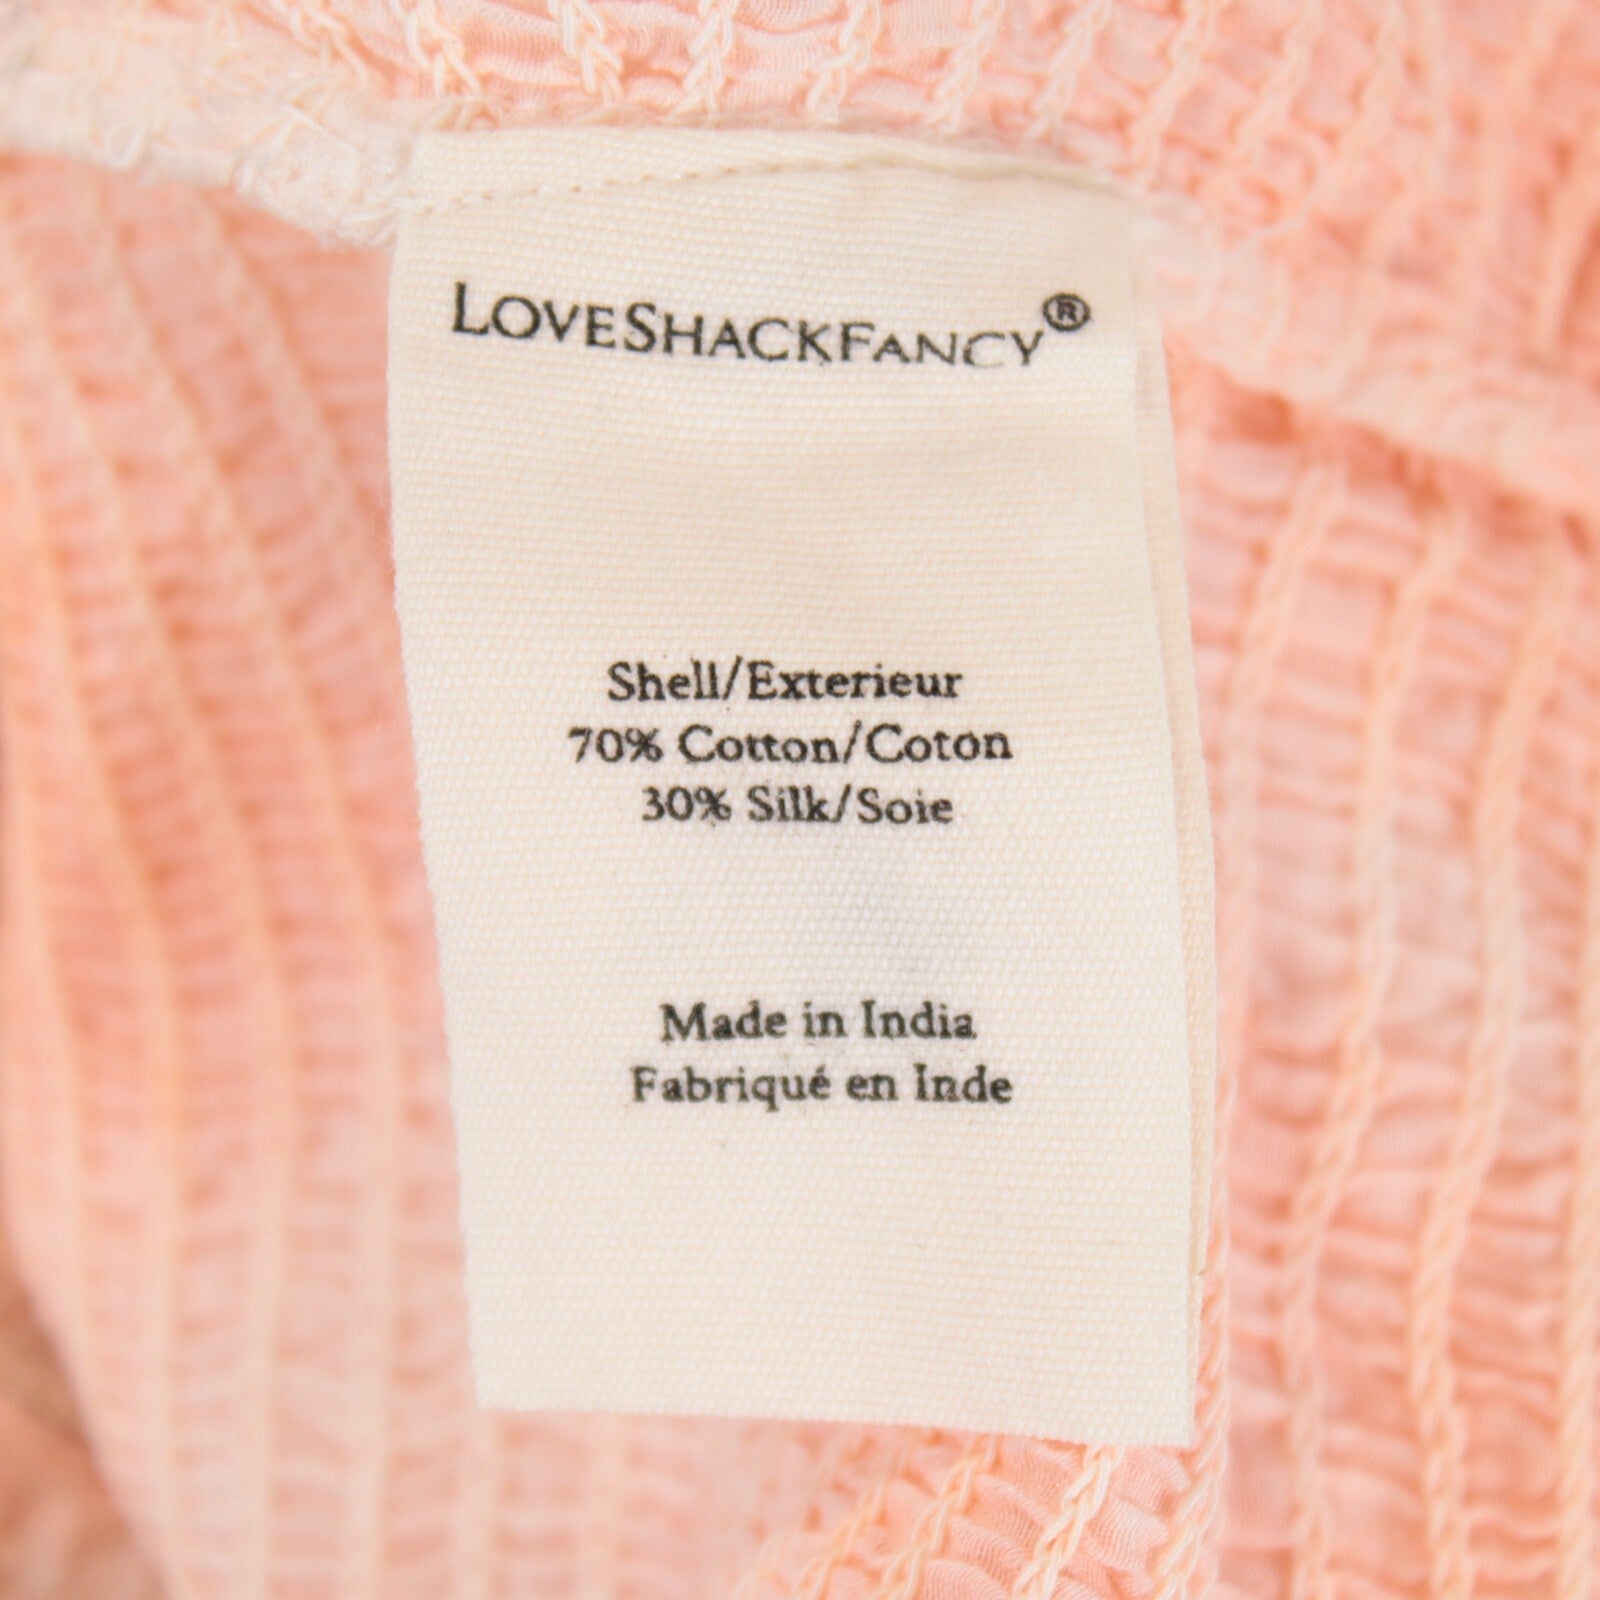 LOVESHACKFANCY®
Shell/Exterieur
70% Cotton/Coton
30% Silk/Soie
Made in India
Fabriqué en Inde